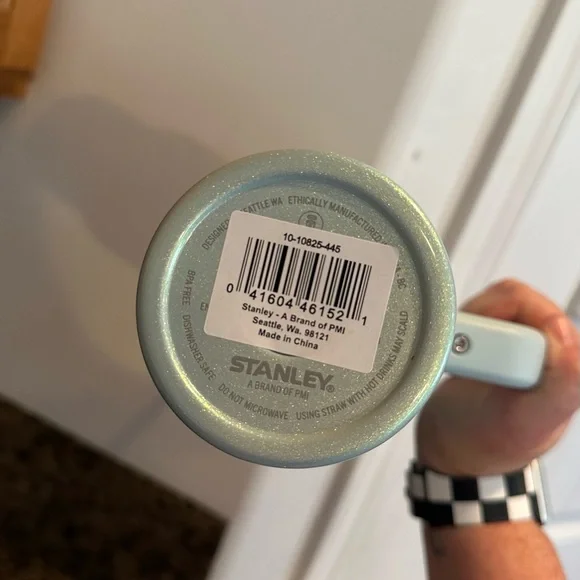 DESIGNED
SEATTLE WA
ETHICALLY MANUFACTURED
10-10825-445
0 41604 46152 1
Stanley - A Brand of PMI
Seattle, Wa. 98121
Made in China
STANLEY®
A BRAND OF PMI
BPA FREE
DISHWASHER SAFE
DO NOT MICROWAVE
USING STRAW WITH HOT DRINKS MAY SCALD